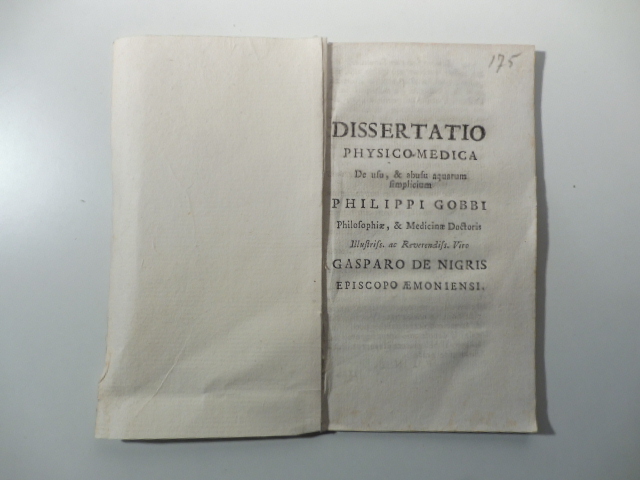 175
DISSERTATIO
PHYSICO-MEDICA
De usu, & abusu aquarum
simplicium
PHILIPPI GOBBI
Philosophiæ, & Medicinæ Doctoris
Illustriss. ac Reverendiss. Viro
GASPARO DE NIGRIS
EPISCOPO ÆMONIENSI.